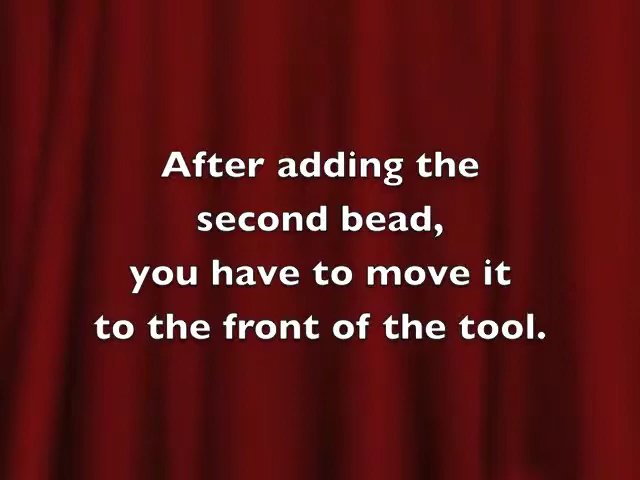 After adding the
second bead,
you have to move it
to the front of the tool.